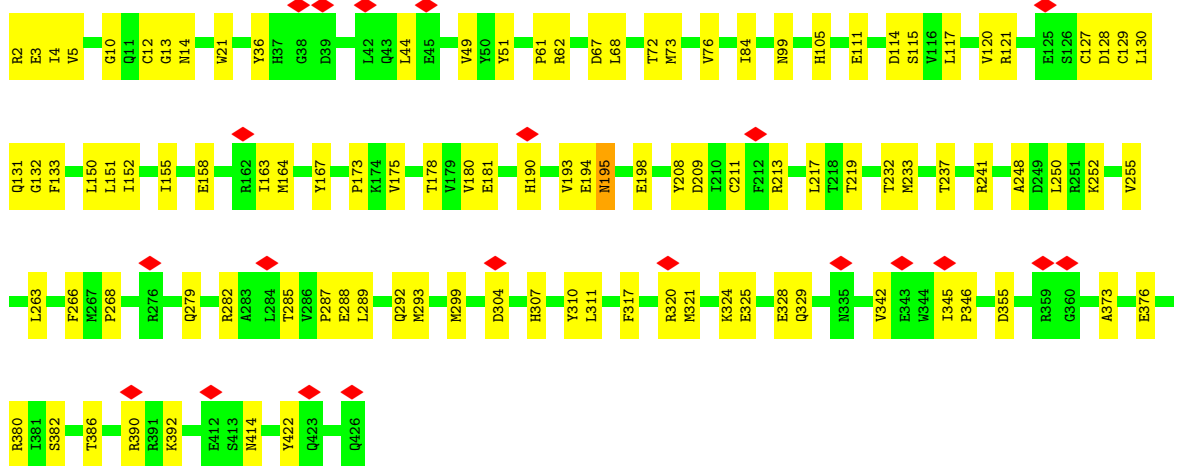 R2 E3 I4 V5 G10 Q11 C12 G13 N14 W21 Y36 H37 G38 D39 L42 Q43 L44 E45 V49 Y50 Y51 P61 R62 D67 L68 T72 M73 V76 I84 N99 H105 E111 D114 S115 V116 L117 V120 R121 E125 S126 C127 D128 C129 L130
Q131 G132 F133 L150 L151 I152 I155 E158 R162 I163 M164 Y167 P173 K174 V175 T178 V179 V180 E181 H190 V193 E194 N195 E198 Y208 D209 I210 C211 F212 R213 L217 T218 T219 T232 M233 T237 R241 A248 D249 L250 R251 K252 V255
L263 F266 M267 P268 R276 Q279 R282 A283 L284 T285 V286 P287 E288 L289 Q292 M293 M299 D304 H307 Y310 L311 F317 R320 M321 K324 E325 E328 Q329 N335 V342 E343 W344 I345 P346 D355 R359 G360 A373 E376
R380 I381 S382 T386 R390 R391 K392 E412 S413 N414 Y422 Q423 Q426